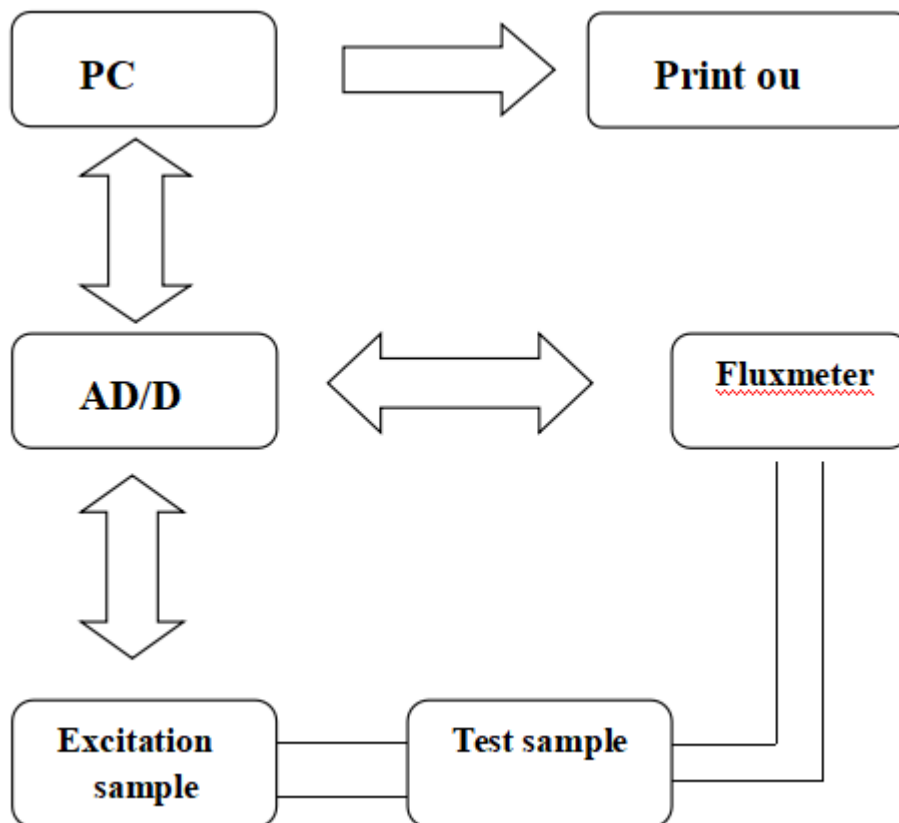 PC
Print ou
AD/D
Fluxmeter
Excitation
sample
Test sample